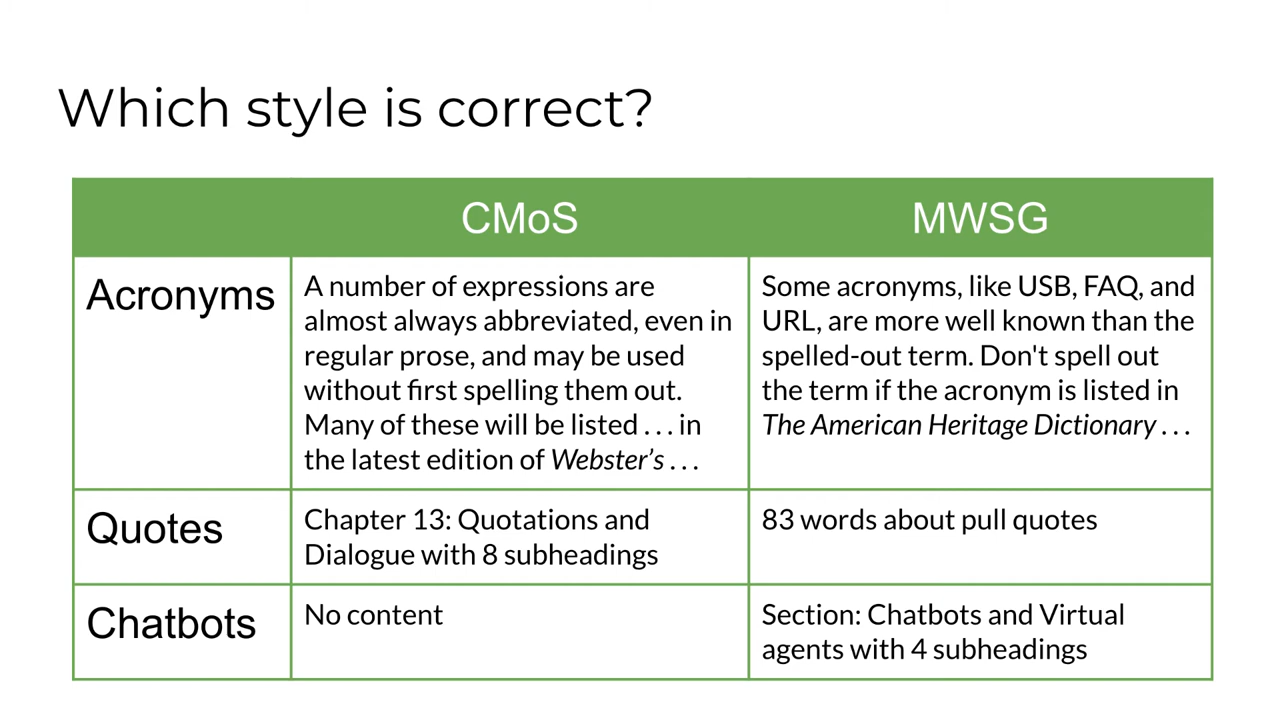 Which style is correct?
CMoS
MWSG
Acronyms
A number of expressions are
almost always abbreviated, even in
regular prose, and may be used
without first spelling them out.
Many of these will be listed . . . in
the latest edition of Webster’s . . .
Some acronyms, like USB, FAQ, and
URL, are more well known than the
spelled-out term. Don't spell out
the term if the acronym is listed in
The American Heritage Dictionary . . .
Quotes
Chapter 13: Quotations and
Dialogue with 8 subheadings
83 words about pull quotes
Chatbots
No content
Section: Chatbots and Virtual
agents with 4 subheadings